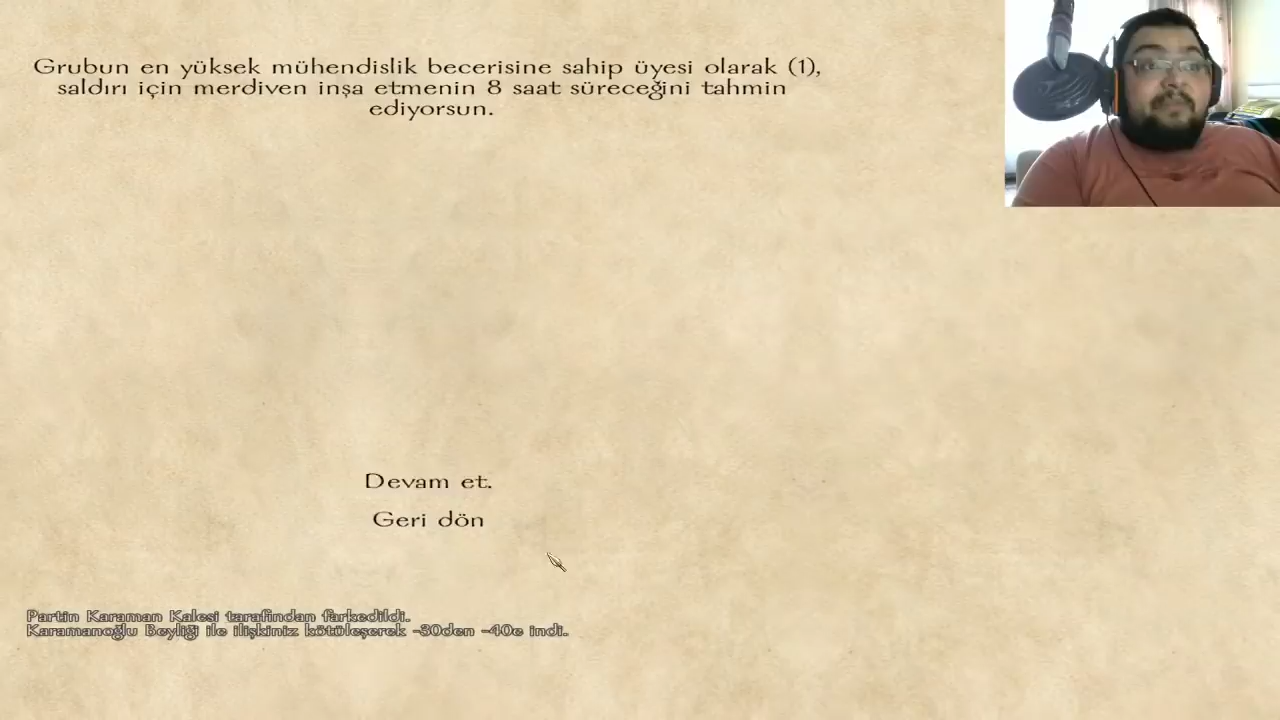 Grubun en yüksek mühendislik becerisine sahip üyesi olarak (1),
saldırı için merdiven inşa etmenin 8 saat süreceğini tahmin
ediyorsun.
Devam et.
Geri dön
Partin Karaman Kalesi tarafından farkedildi.
Karamanoğlu Beyliği ile ilişkiniz kötüleşerek -30den -40e indi.